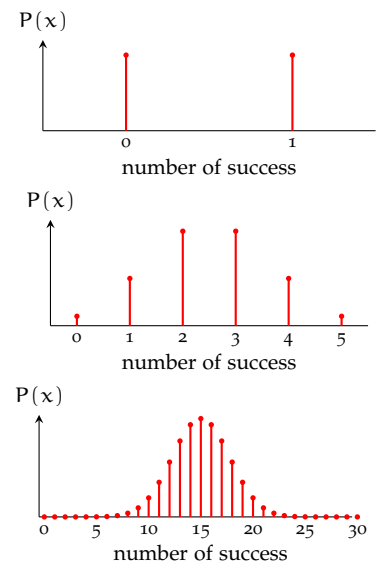 P(x)
0 1
number of success
P(x)
0 1 2 3 4 5
number of success
P(x)
0 5 10 15 20 25 30
number of success